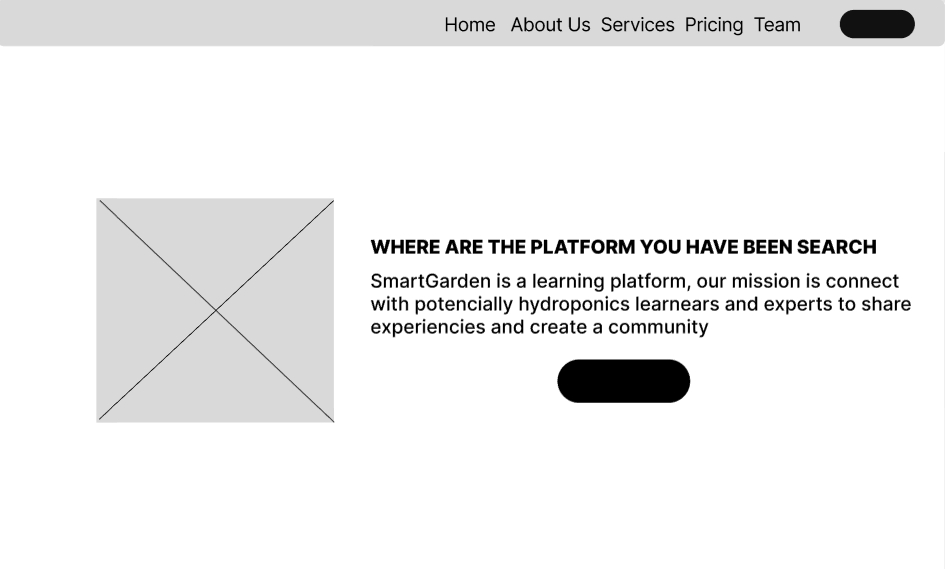 Home About Us Services Pricing Team
WHERE ARE THE PLATFORM YOU HAVE BEEN SEARCH
SmartGarden is a learning platform, our mission is connect
with potencially hydroponics learnears and experts to share
experiencies and create a community